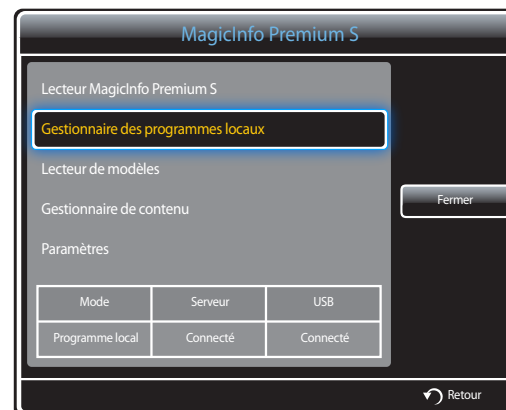 MagicInfo Premium S
Lecteur MagicInfo Premium S
Gestionnaire des programmes locaux
Lecteur de modèles
Gestionnaire de contenu
Paramètres
Fermer
Mode Serveur USB
Programme local Connecté Connecté
Retour